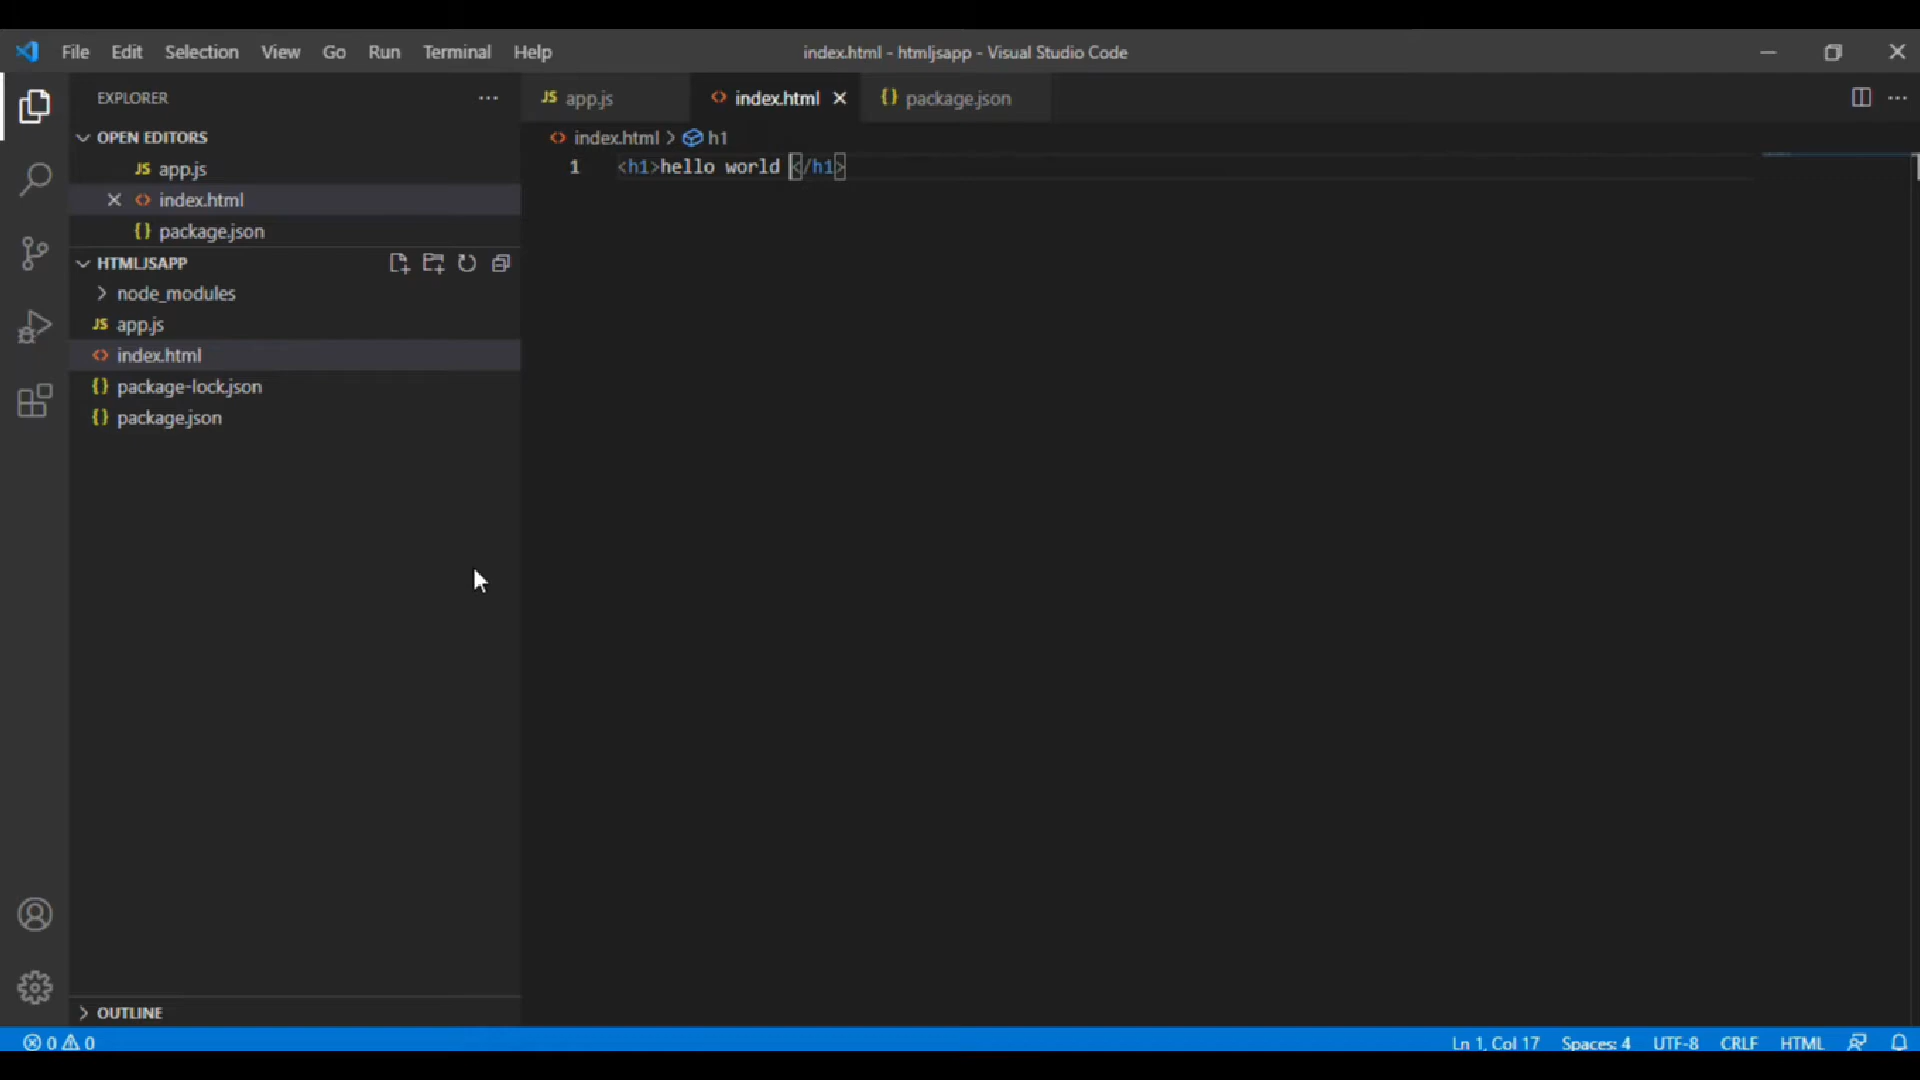 File Edit Selection View Go Run Terminal Help index.html - htmljsapp - Visual Studio Code
EXPLORER
OPEN EDITORS
JS app.js
index.html
{} package.json
HTMLJSAPP
node_modules
JS app.js
index.html
{} package-lock.json
{} package.json
OUTLINE
JS app.js <> index.html {} package.json
<> index.html > h1
1 <h1>hello world </h1>
0 0 Ln 1, Col 17 Spaces: 4 UTF-8 CRLF HTML